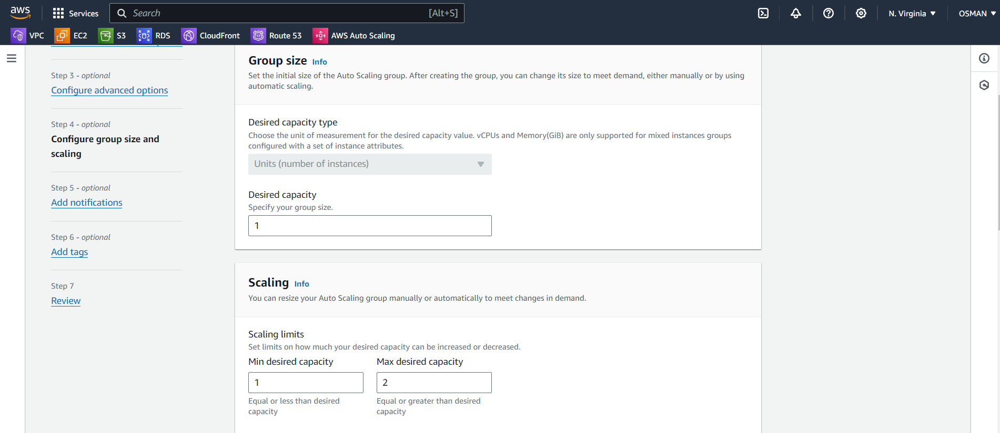 aws Services Search [Alt+S] N. Virginia OSMAN
VPC EC2 S3 RDS CloudFront Route 53 AWS Auto Scaling
Step 3 - optional
Configure advanced options
Step 4 - optional
Configure group size and
scaling
Step 5 - optional
Add notifications
Step 6 - optional
Add tags
Step 7
Review
Group size Info
Set the initial size of the Auto Scaling group. After creating the group, you can change its size to meet demand, either manually or by using
automatic scaling.
Desired capacity type
Choose the unit of measurement for the desired capacity value. vCPUs and Memory(GiB) are only supported for mixed instances groups
configured with a set of instance attributes.
Units (number of instances)
Desired capacity
Specify your group size.
1
Scaling Info
You can resize your Auto Scaling group manually or automatically to meet changes in demand.
Scaling limits
Set limits on how much your desired capacity can be increased or decreased.
Min desired capacity Max desired capacity
1 2
Equal or less than desired Equal or greater than desired
capacity capacity